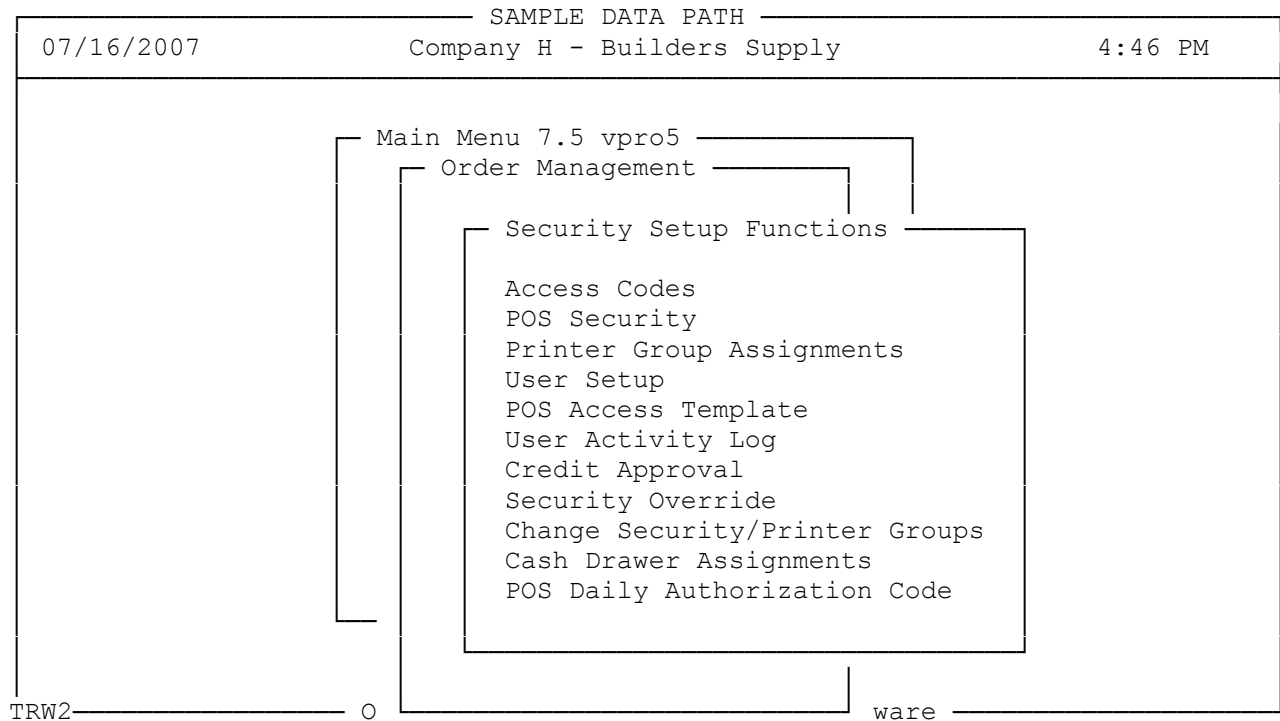 SAMPLE DATA PATH
07/16/2007 Company H - Builders Supply 4:46 PM
Main Menu 7.5 vpro5
Order Management
Security Setup Functions
Access Codes
POS Security
Printer Group Assignments
User Setup
POS Access Template
User Activity Log
Credit Approval
Security Override
Change Security/Printer Groups
Cash Drawer Assignments
POS Daily Authorization Code
TRW2 O ware